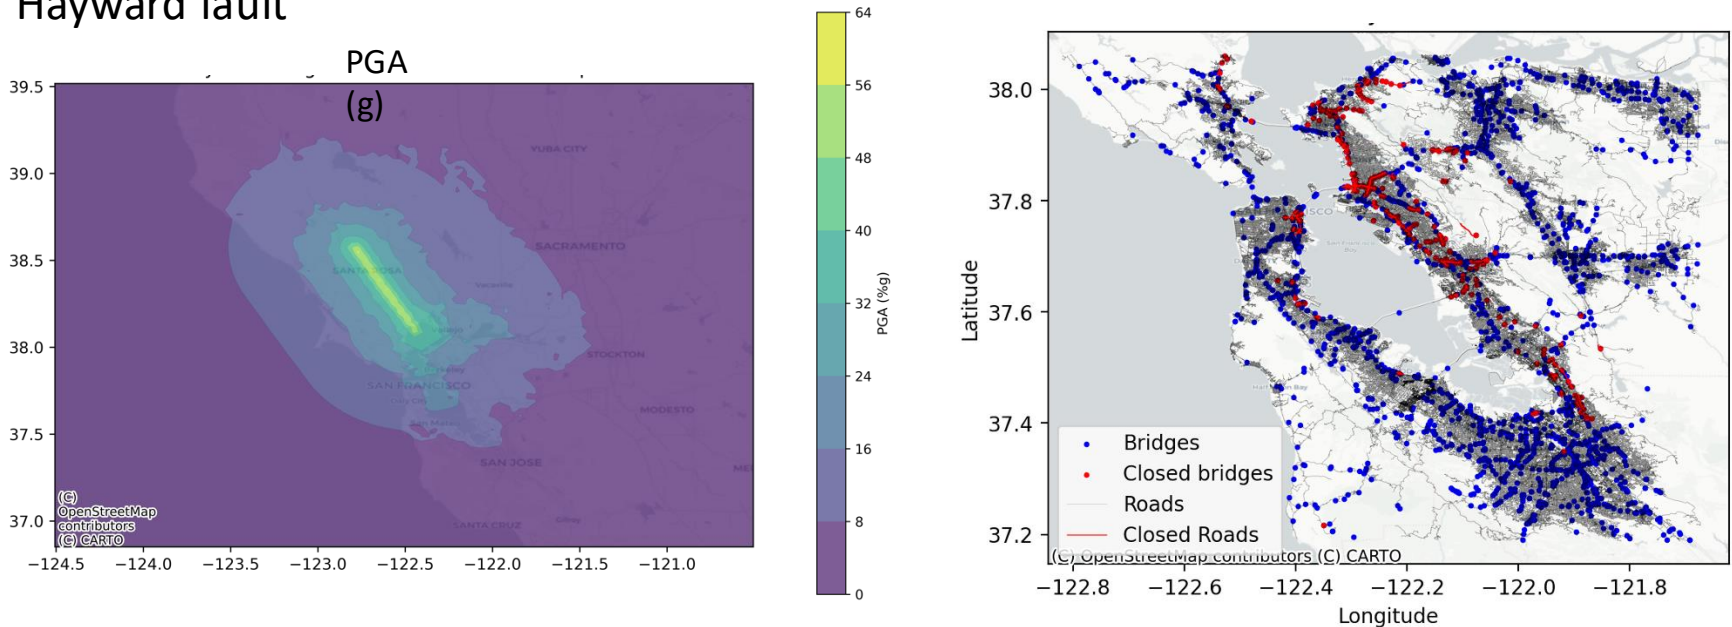 Hayward fault
PGA
(g)
39.5
39.0
38.5
38.0
37.5
37.0
YUBA CITY
SACRAMENTO
SANTA ROSA
Vacaville
STOCKTON
SAN FRANCISCO
MODESTO
SAN JOSE
SANTA CRUZ
Gilroy
(C)
OpenStreetMap
contributors
(C) CARTO
−124.5 −124.0 −123.5 −123.0 −122.5 −122.0 −121.5 −121.0
64
56
48
40
32
24
16
8
0
PGA (%g)
38.0
37.8
37.6
37.4
37.2
Latitude
Bridges
Closed bridges
Roads
Closed Roads
(C) OpenStreetMap contributors (C) CARTO
−122.8 −122.6 −122.4 −122.2 −122.0 −121.8
Longitude